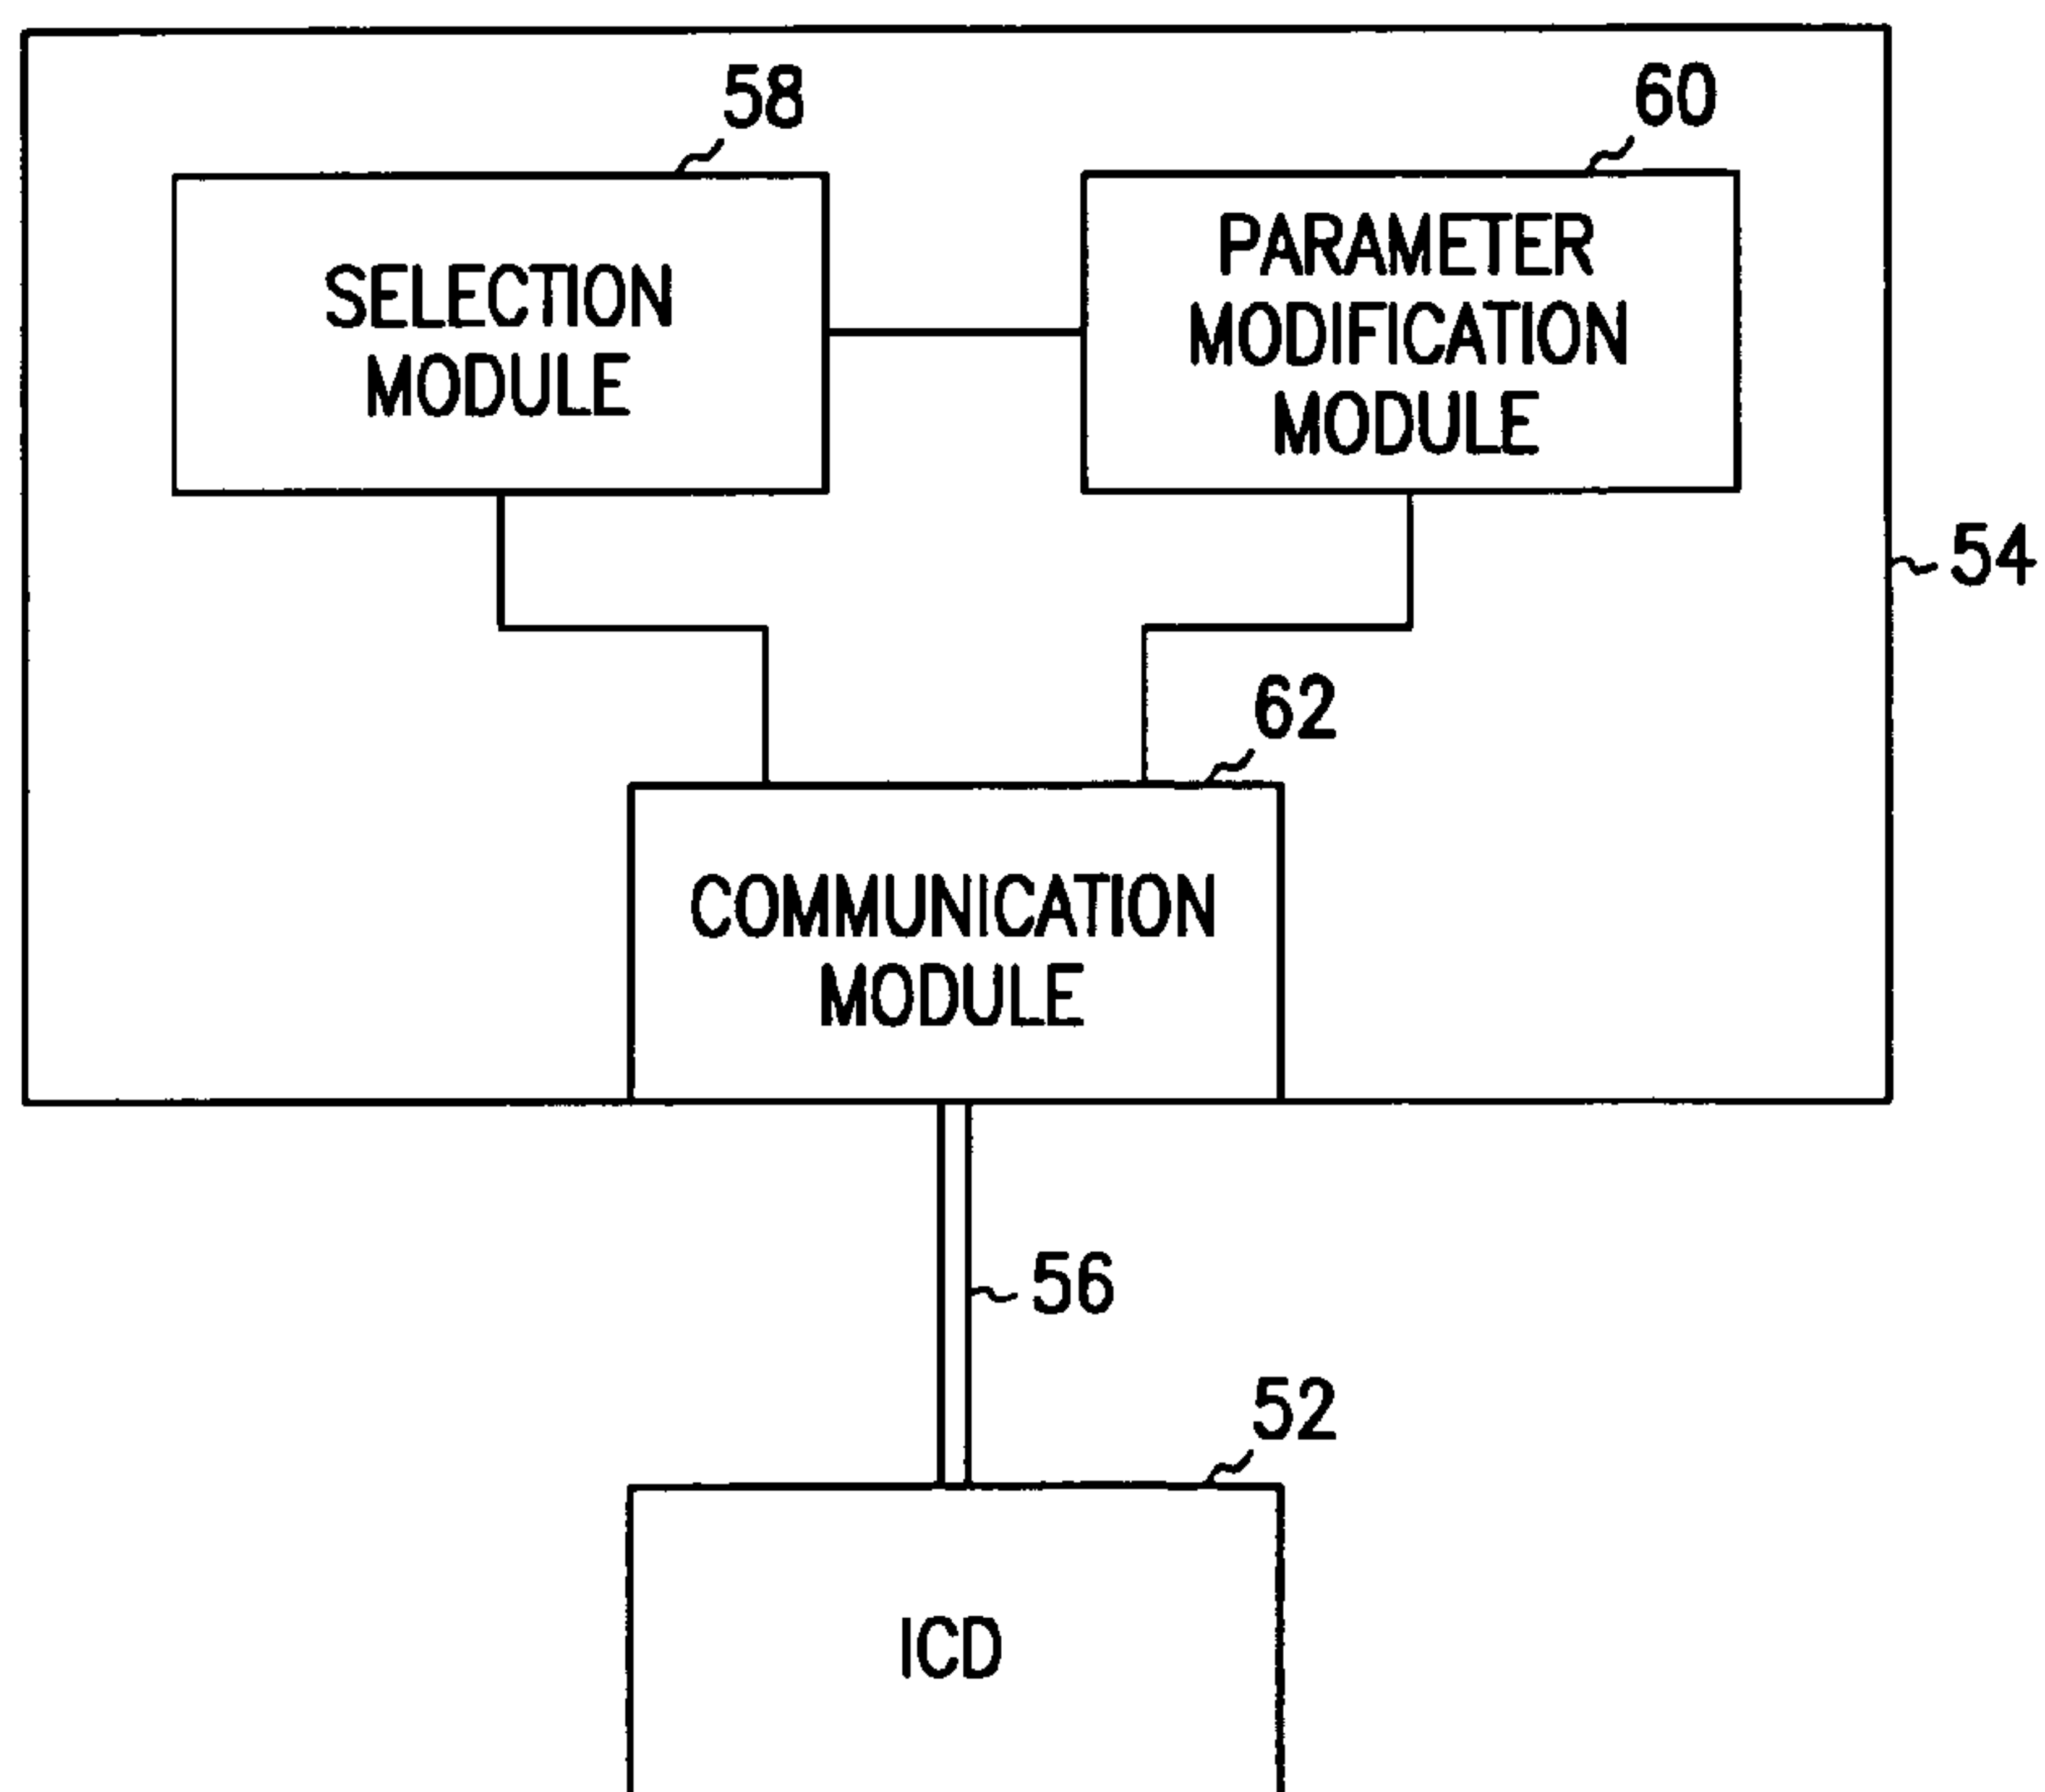 58
60
SELECTION
MODULE
PARAMETER
MODIFICATION
MODULE
54
62
COMMUNICATION
MODULE
56
52
ICD